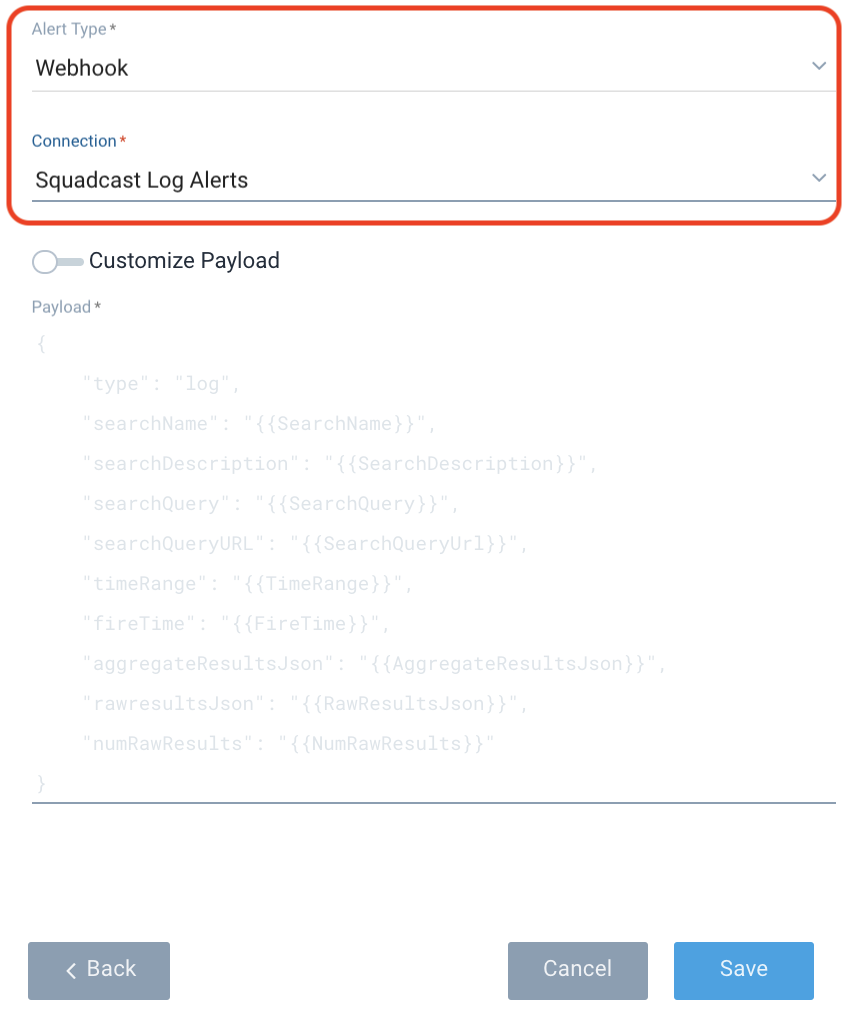 Alert Type *
Webhook
Connection *
Squadcast Log Alerts
Customize Payload
Payload *
{
    "type": "log",
    "searchName": "{{SearchName}}",
    "searchDescription": "{{SearchDescription}}",
    "searchQuery": "{{SearchQuery}}",
    "searchQueryURL": "{{SearchQueryUrl}}",
    "timeRange": "{{TimeRange}}",
    "fireTime": "{{FireTime}}",
    "aggregateResultsJson": "{{AggregateResultsJson}}",
    "rawresultsJson": "{{RawResultsJson}}",
    "numRawResults": "{{NumRawResults}}"
}
Back Cancel Save